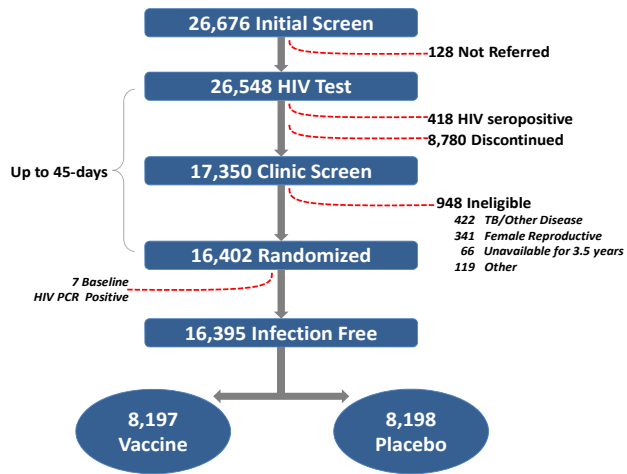 26,676 Initial Screen
128 Not Referred
26,548 HIV Test
418 HIV seropositive
8,780 Discontinued
Up to 45-days
17,350 Clinic Screen
948 Ineligible
422 TB/Other Disease
341 Female Reproductive
66 Unavailable for 3.5 years
119 Other
16,402 Randomized
7 Baseline
HIV PCR Positive
16,395 Infection Free
8,197
Vaccine
8,198
Placebo